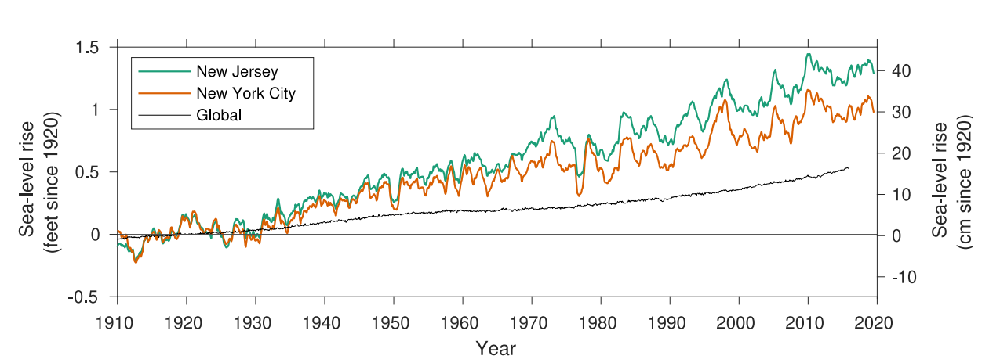 1.5
1
0.5
0
-0.5
Sea-level rise
(feet since 1920)
New Jersey
New York City
Global
40
30
20
10
0
-10
Sea-level rise
(cm since 1920)
1910 1920 1930 1940 1950 1960 1970 1980 1990 2000 2010 2020
Year